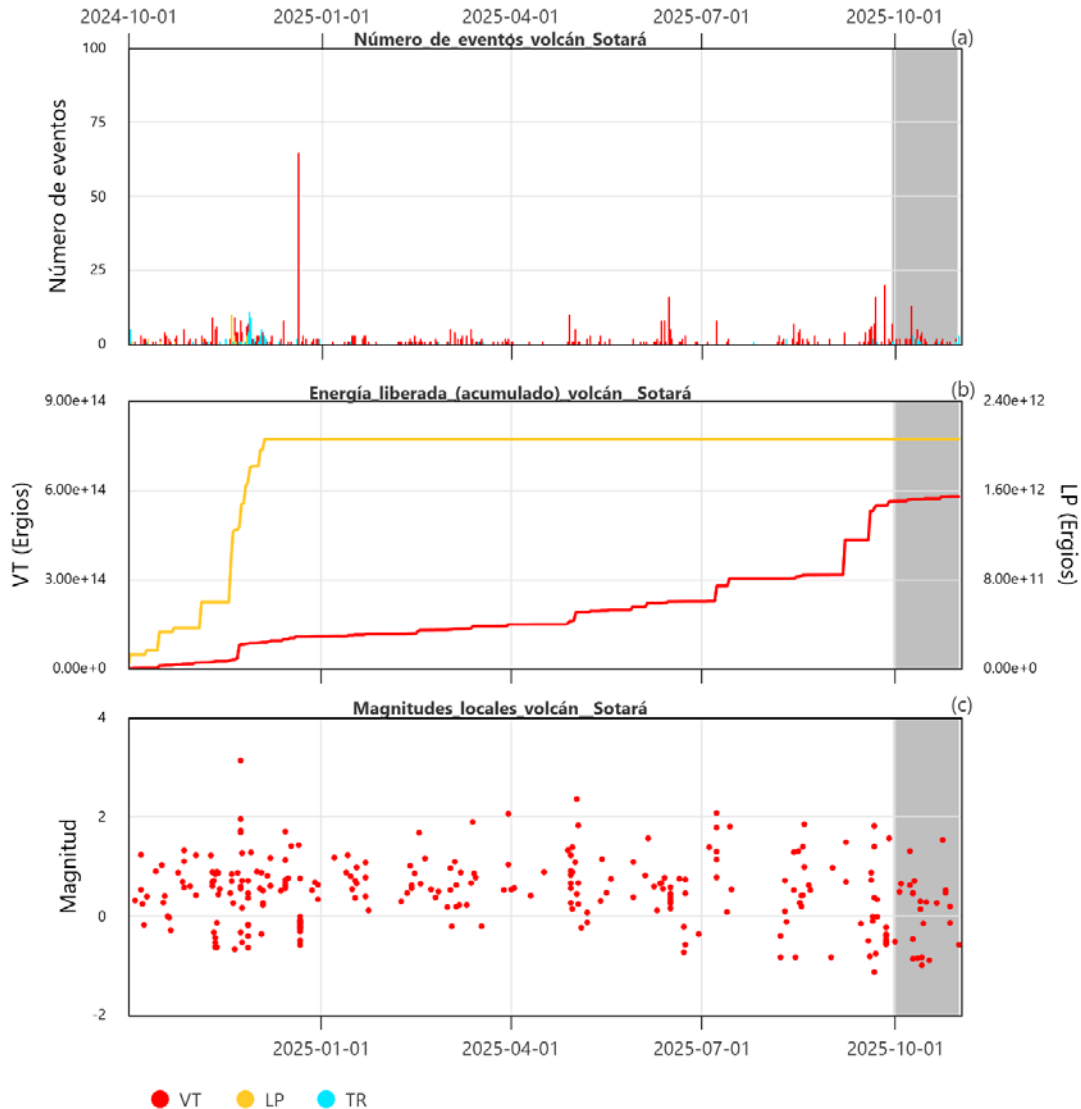 2024-10-01 2025-01-01 2025-04-01 2025-07-01 2025-10-01
Número_de_eventos_volcán_Sotará (a)
100
75
50
25
0
Número de eventos
Energía_liberada_(acumulado)_volcán__Sotará (b)
9.00e+14 2.40e+12
6.00e+14 1.60e+12
3.00e+14 8.00e+11
0.00e+0 0.00e+0
VT (Ergios)
LP (Ergios)
Magnitudes_locales_volcán__Sotará (c)
4
2
0
-2
Magnitud
2025-01-01 2025-04-01 2025-07-01 2025-10-01
VT LP TR